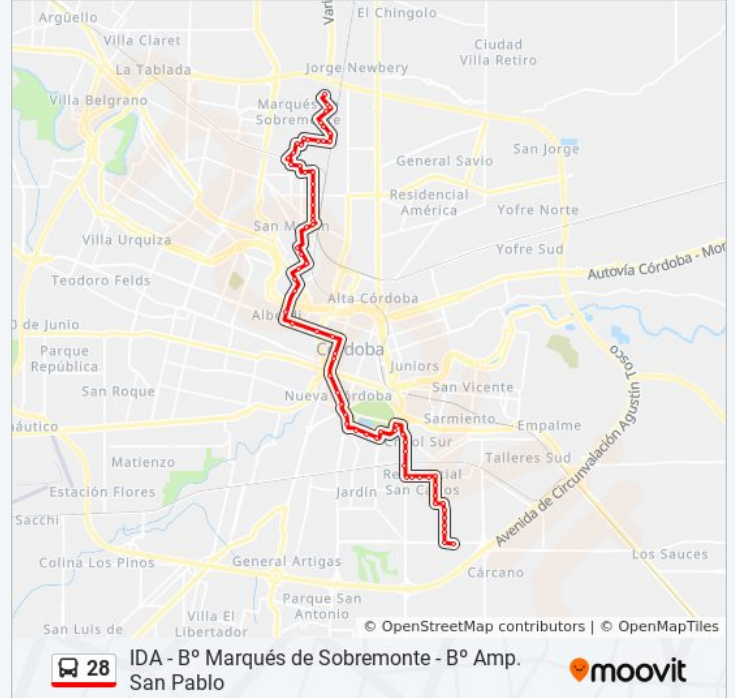 Argüello
El Chingolo
Villa Claret
Ciudad
Villa Retiro
La Tablada
Jorge Newbery
Villa Belgrano
Marqués
Sobremonte
San Jorge
General Savio
Residencial
América
Yofre Norte
San Martín
Villa Urquiza
Yofre Sud
Autovía Córdoba - Mon
Teodoro Felds
Alta Córdoba
0 de Junio
Alberdi
Parque
República
Córdoba
Juniors
San Vicente
San Roque
Nueva Córdoba
Sarmiento
Empalme
náutico
Crisol Sur
Talleres Sud
Matienzo
Residencial
San Carlos
Estación Flores
Jardín
Avenida de Circunvalación Agustín Tosco
Sacchi
Los Sauces
Colina Los Pinos
General Artigas
Cárcano
Parque San
Antonio
Villa El
Libertador
San Luis de
© OpenStreetMap contributors | © OpenMapTiles
28
IDA - Bº Marqués de Sobremonte - Bº Amp.
San Pablo
moovit